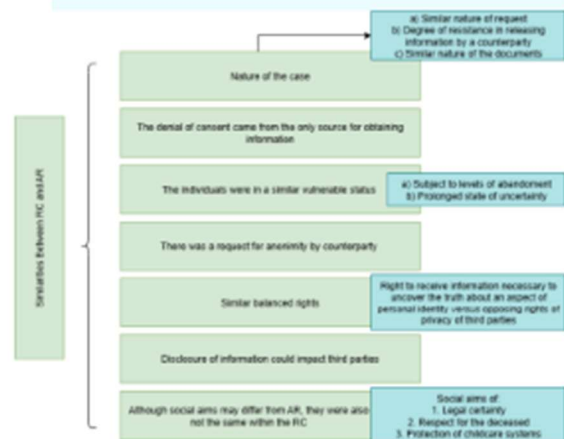 a) Similar nature of request
b) Degree of resistance in releasing
information by a counterparty
c) Similar nature of the documents
Nature of the case
The denial of consent came from the only source for obtaining
information
The individuals were in a similar vulnerable status
a) Subject to levels of abandoment
b) Prolonged state of uncertainty
Similarities Between RC and AR
There was a request for anenimity by counterparty
Similar balanced rights
Right to receive information necessary to
uncover the truth about an aspect of
personal identity versus opposing rights of
privacy of third parties
Disclosure of information could impact third parties
Although social aims may differ from AR, they were also
not the same within the RC
Social aims of:
1. Legal certainty
2. Respect for the deceased
3. Protection of childcare systems